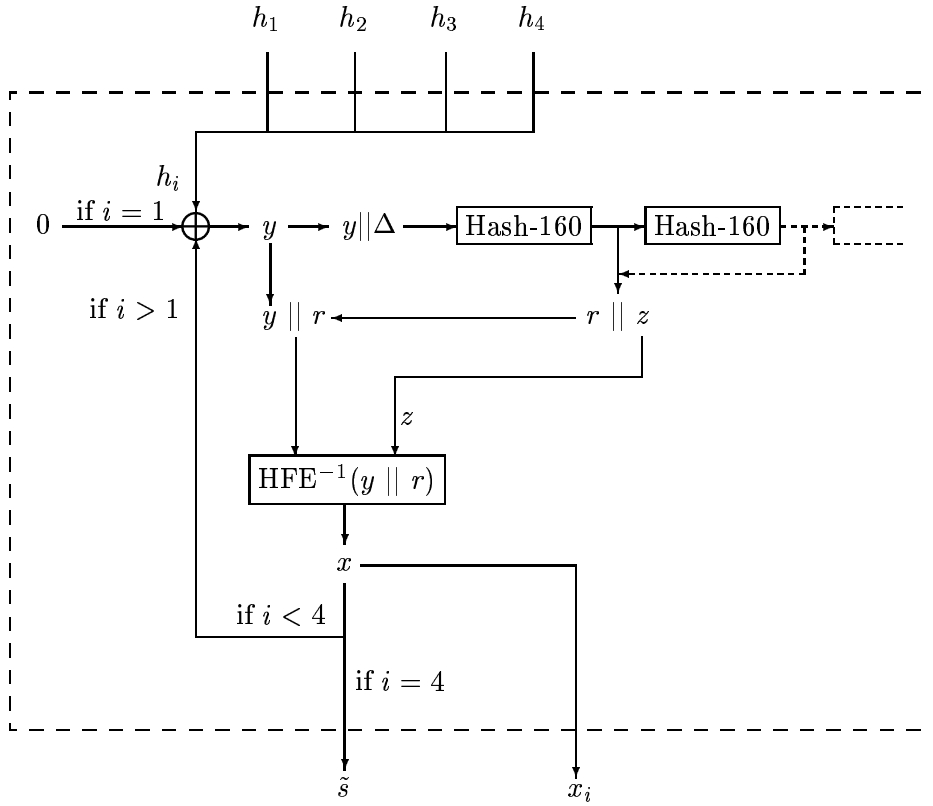 h₁ h₂ h₃ h₄
hᵢ
0 if i = 1 y y||Δ Hash-160 Hash-160
if i > 1
y || r r || z
z
HFE⁻¹(y || r)
x
if i < 4
if i = 4
s̃ xᵢ